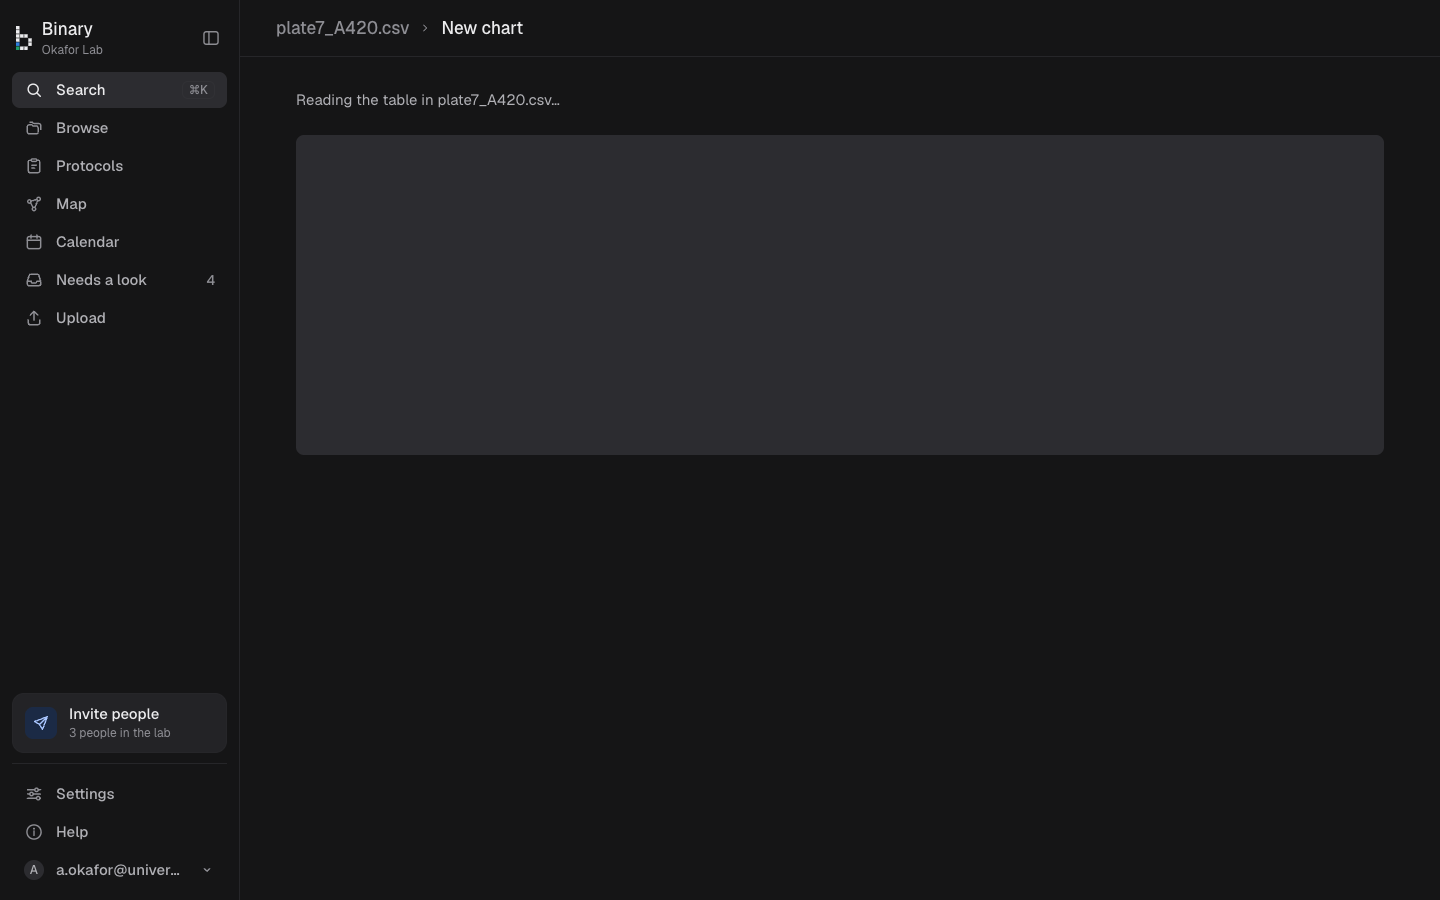 Binary
Okafor Lab
Search ⌘K
Browse
Protocols
Map
Calendar
Needs a look 4
Upload
Invite people
3 people in the lab
Settings
Help
A a.okafor@univer...
plate7_A420.csv > New chart
Reading the table in plate7_A420.csv…